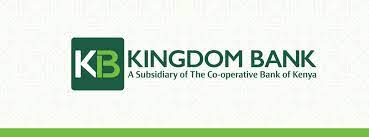 KB KINGDOM BANK
A Subsidiary of The Co-operative Bank of Kenya